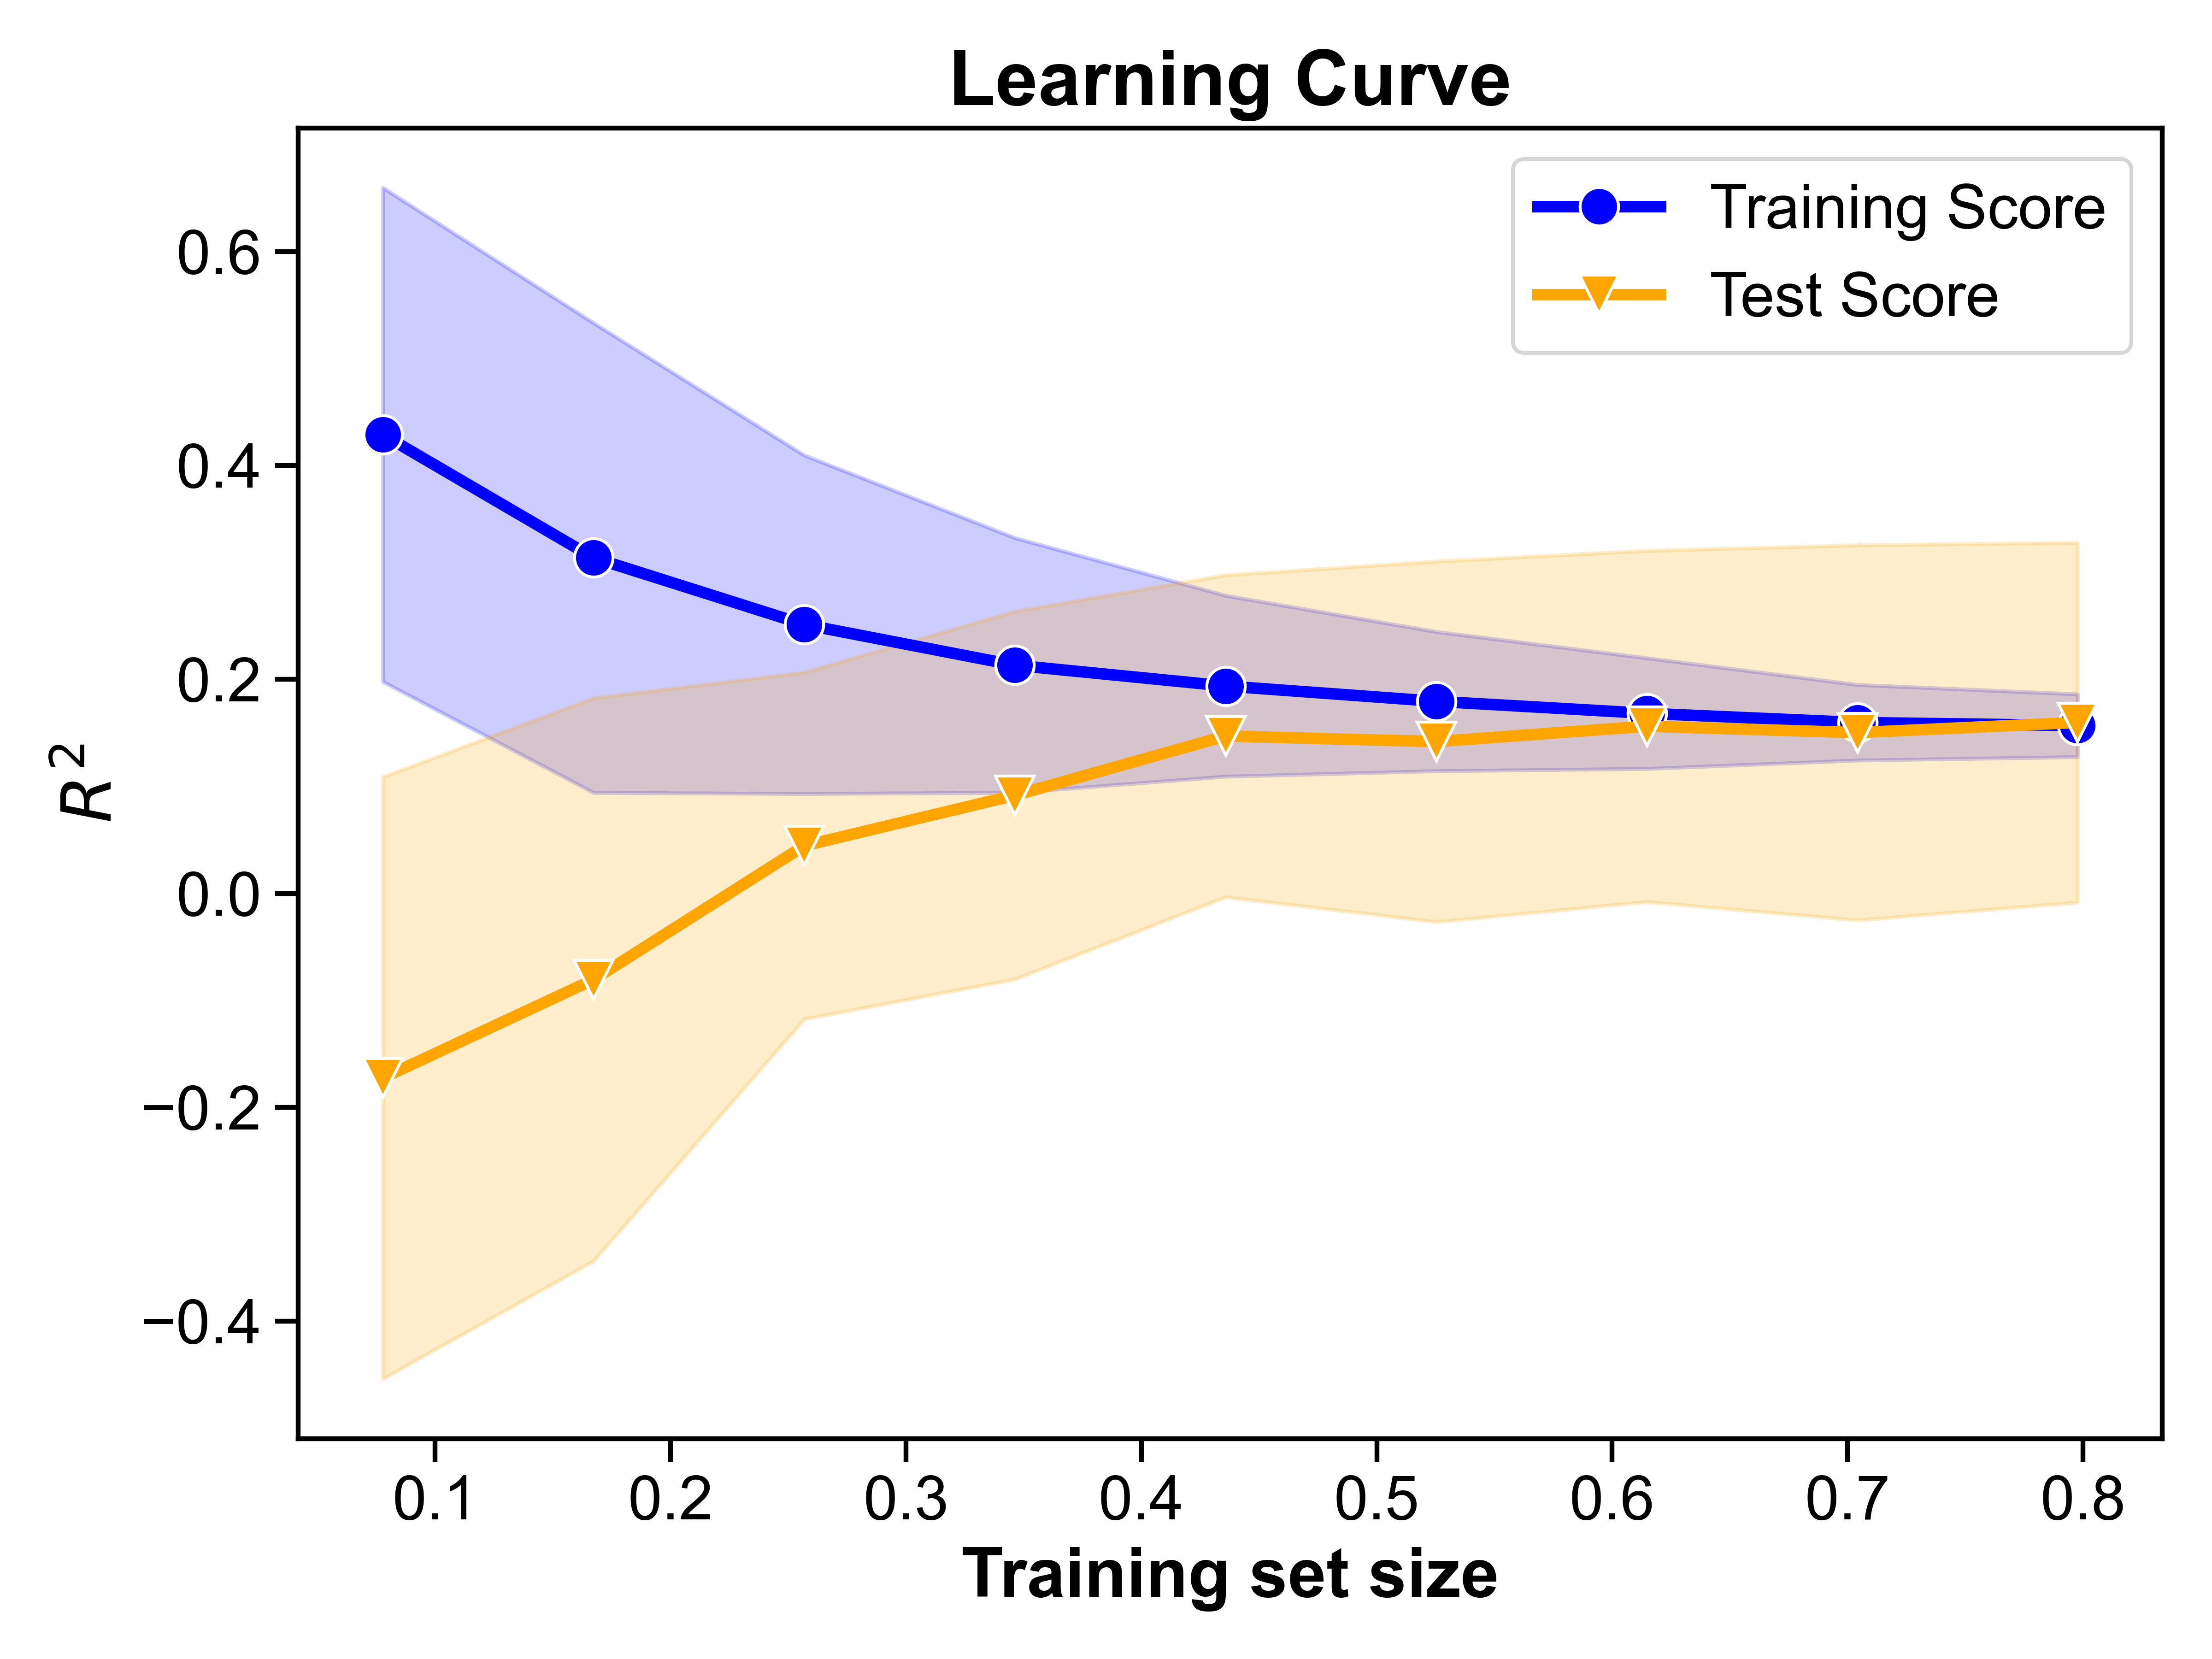 Learning Curve
Training Score
Test Score
R²
0.6
0.4
0.2
0.0
−0.2
−0.4
0.1 0.2 0.3 0.4 0.5 0.6 0.7 0.8
Training set size